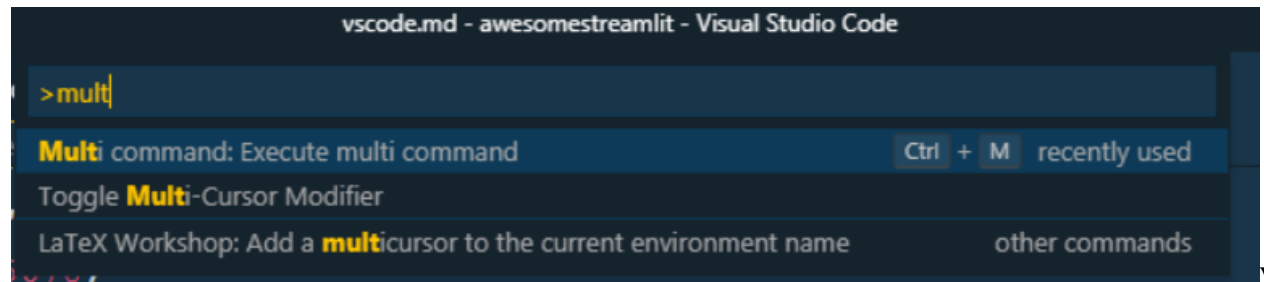 vscode.md - awesomestreamlit - Visual Studio Code
>mult
Multi command: Execute multi command Ctrl + M recently used
Toggle Multi-Cursor Modifier
LaTeX Workshop: Add a multicursor to the current environment name other commands